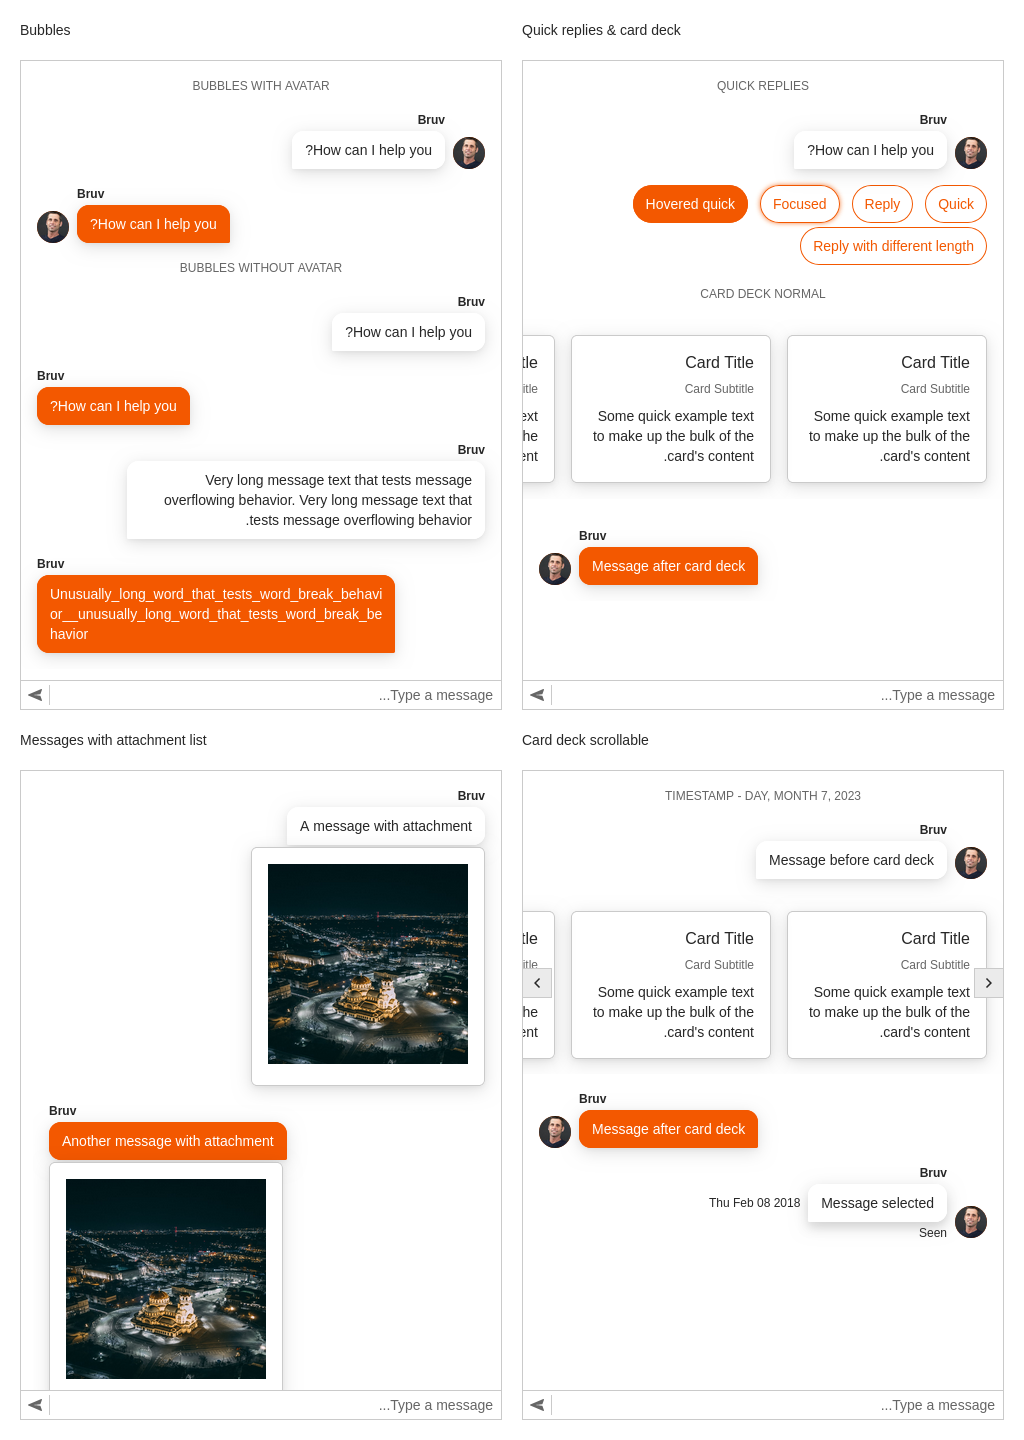 Bubbles
BUBBLES WITH AVATAR
Bruv
?How can I help you
Bruv
?How can I help you
BUBBLES WITHOUT AVATAR
Bruv
?How can I help you
Bruv
?How can I help you
Bruv
Very long message text that tests message
overflowing behavior. Very long message text that
.tests message overflowing behavior
Bruv
Unusually_long_word_that_tests_word_break_behavi
or__unusually_long_word_that_tests_word_break_be
havior
...Type a message
Quick replies & card deck
QUICK REPLIES
Bruv
?How can I help you
Hovered quick
Focused
Reply
Quick
Reply with different length
CARD DECK NORMAL
tle
itle
ext
he
ent
Card Title
Card Subtitle
Some quick example text
to make up the bulk of the
.card's content
Card Title
Card Subtitle
Some quick example text
to make up the bulk of the
.card's content
Bruv
Message after card deck
...Type a message
Messages with attachment list
Bruv
A message with attachment
Bruv
Another message with attachment
...Type a message
Card deck scrollable
TIMESTAMP - DAY, MONTH 7, 2023
Bruv
Message before card deck
tle
itle
he
ent
Card Title
Card Subtitle
Some quick example text
to make up the bulk of the
.card's content
Card Title
Card Subtitle
Some quick example text
to make up the bulk of the
.card's content
Bruv
Message after card deck
Bruv
Thu Feb 08 2018
Message selected
Seen
...Type a message